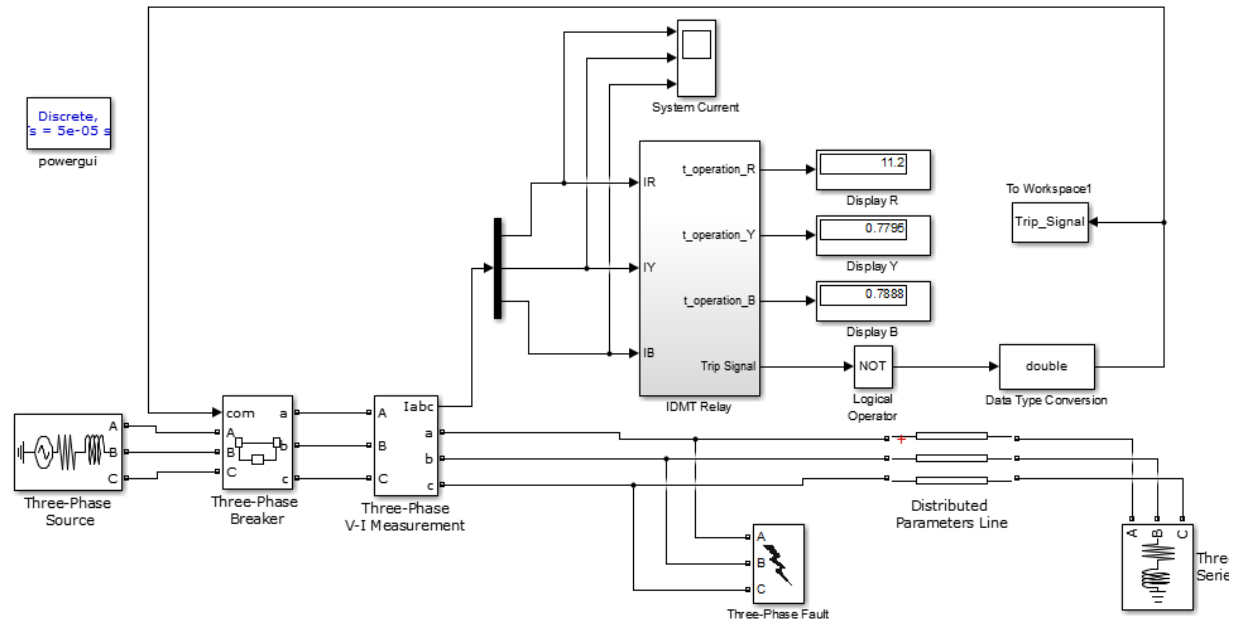 System Current
Discrete,
Ts = 5e-05 s
powergui
IR
IY
IB
t_operation_R
t_operation_Y
t_operation_B
Trip Signal
IDMT Relay
11.2
Display R
0.7795
Display Y
0.7888
Display B
To Workspace1
Trip_Signal
NOT
Logical
Operator
double
Data Type Conversion
A
B
C
Three-Phase
Source
com
A
B
C
a
b
c
Three-Phase
Breaker
A
B
C
Iabc
a
b
c
Three-Phase
V-I Measurement
Distributed
Parameters Line
A
B
C
Three-Phase Fault
A
B
C
Three
Serie